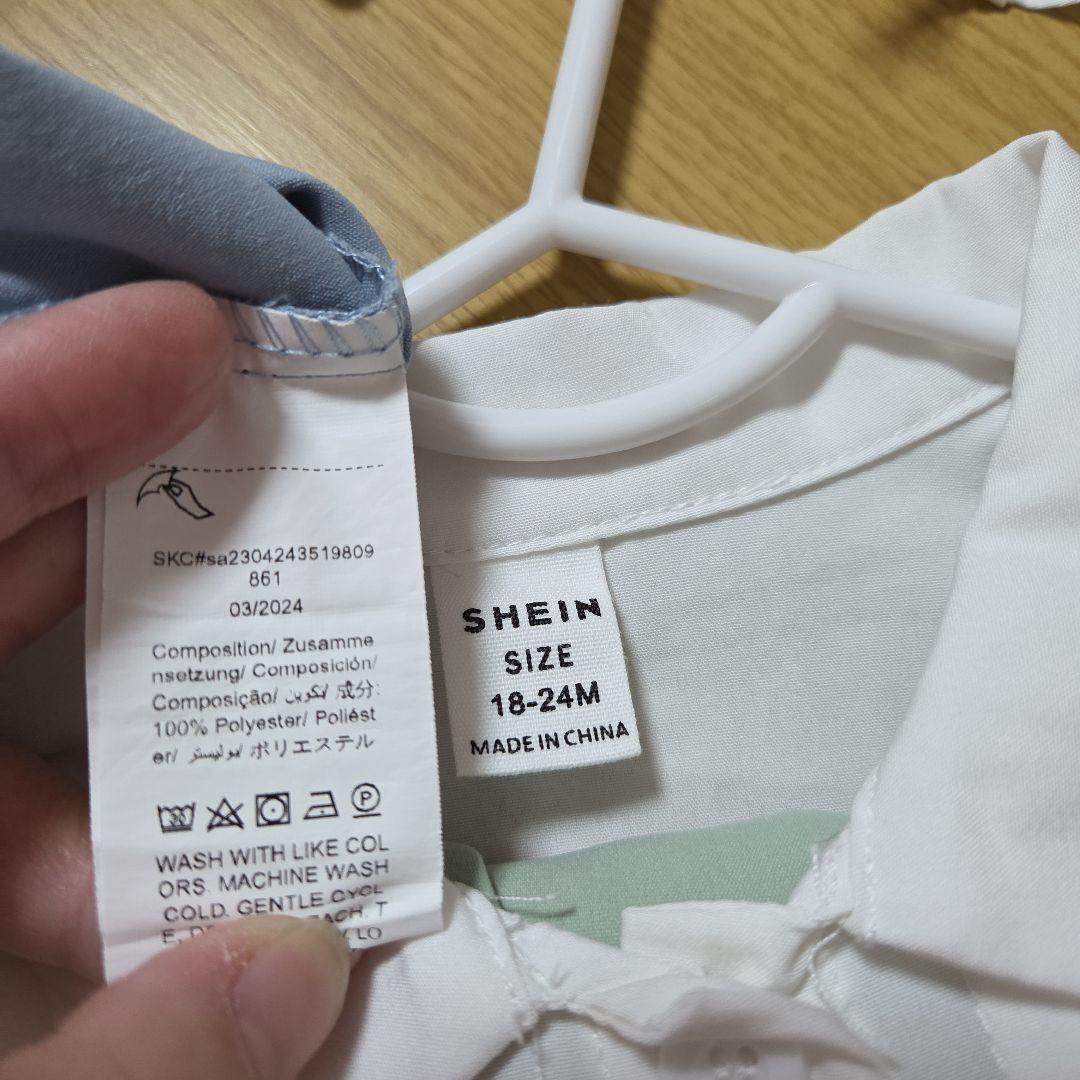 SKC#sa2304243519809
861
03/2024
Composition/ Zusamme
nsetzung/ Composición/
Composição/ تكوين/ 成分:
100% Polyester/ Poliést
er/ بوليستر/ ポリエステル
WASH WITH LIKE COL
ORS. MACHINE WASH
COLD. GENTLE CYCL
E, T
LO
SHEIN
SIZE
18-24M
MADE IN CHINA